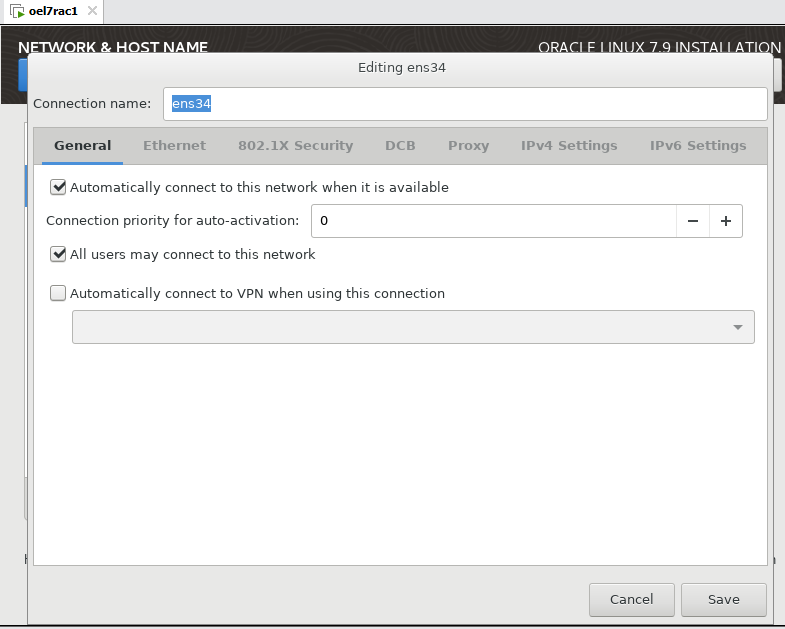 oel7rac1
NETWORK & HOST NAME
ORACLE LINUX 7.9 INSTALLATION
Editing ens34
Connection name: ens34
General Ethernet 802.1X Security DCB Proxy IPv4 Settings IPv6 Settings
Automatically connect to this network when it is available
Connection priority for auto-activation: 0
All users may connect to this network
Automatically connect to VPN when using this connection
Cancel Save